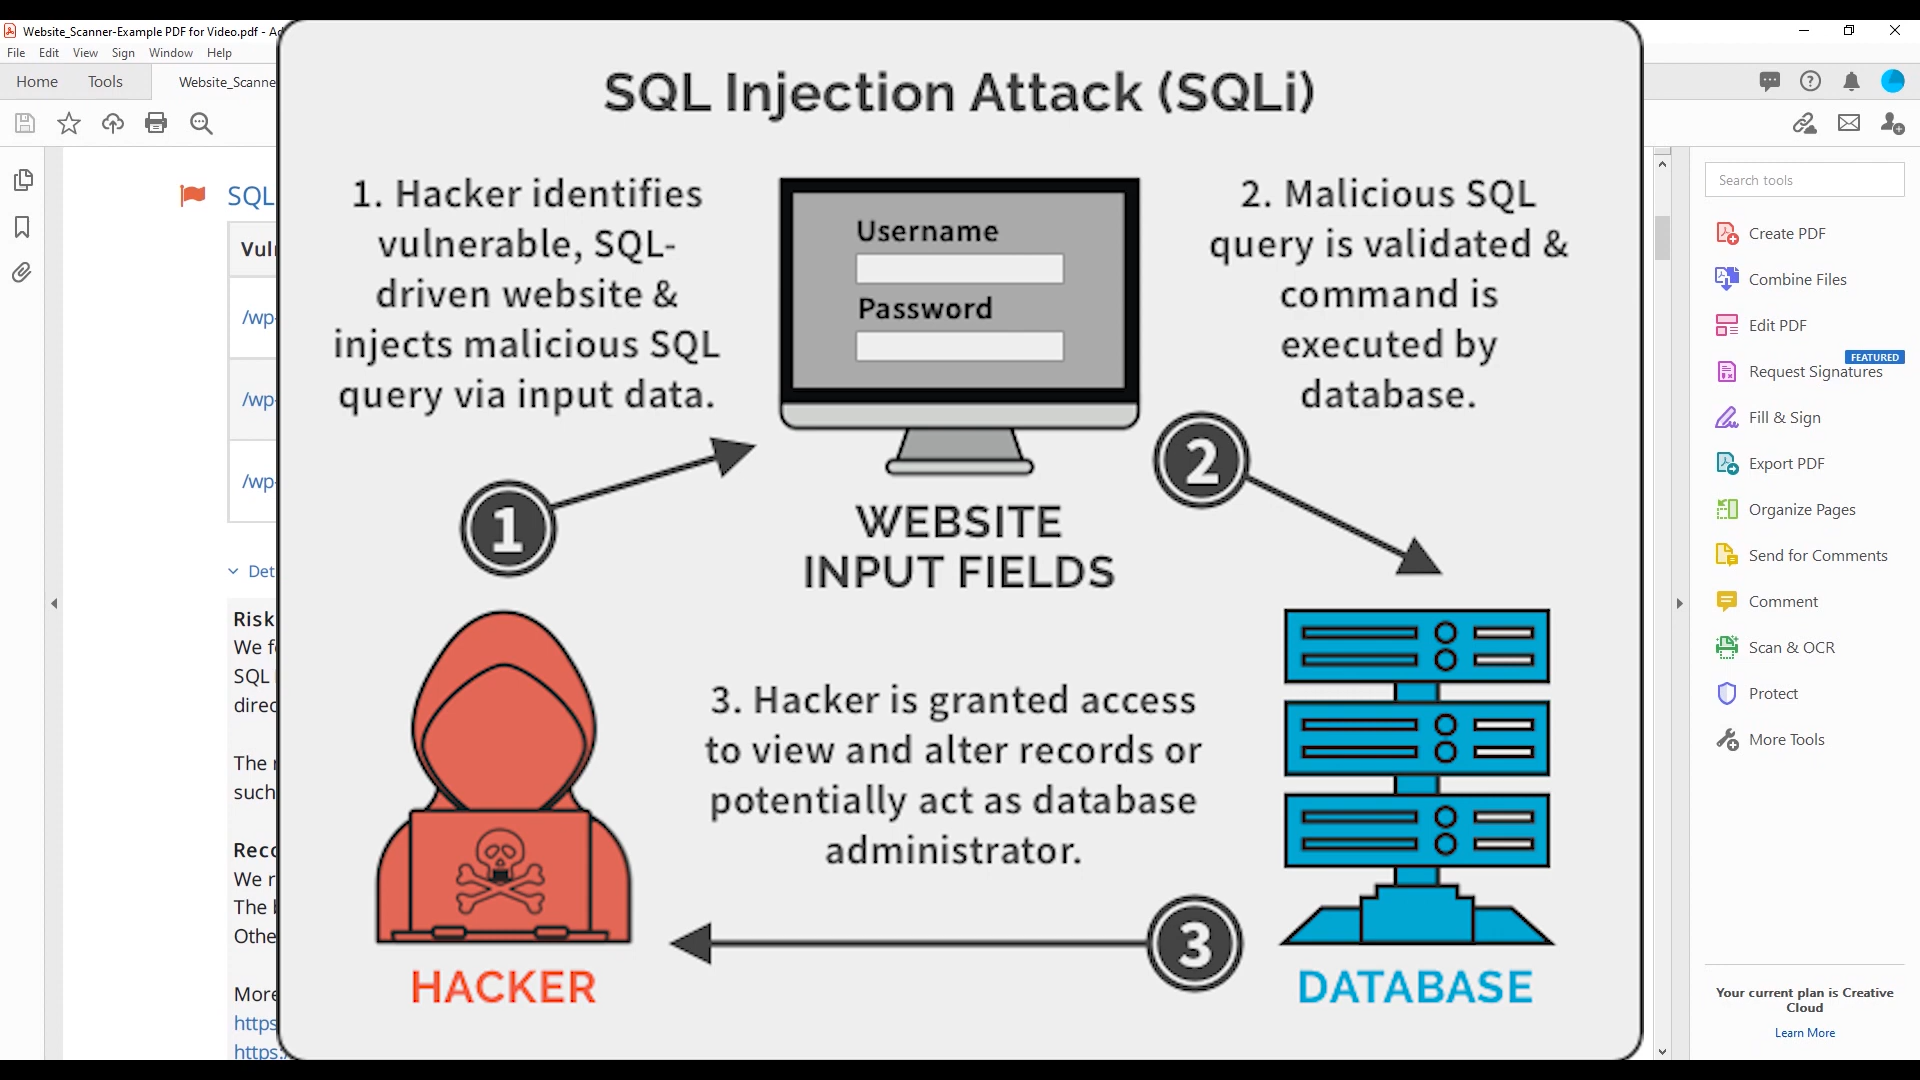 Website_Scanner-Example PDF for Video.pdf - Ad
File Edit View Sign Window Help
Home Tools Website_Scanne
SQL
Vuln
/wp-
/wp-
/wp-
Det
Risk
We f
SQL
direc
The
such
Reco
We r
The
Othe
More
https
https:
SQL Injection Attack (SQLi)
1. Hacker identifies
vulnerable, SQL-
driven website &
injects malicious SQL
query via input data.
Username
Password
2. Malicious SQL
query is validated &
command is
executed by
database.
1
2
WEBSITE
INPUT FIELDS
3. Hacker is granted access
to view and alter records or
potentially act as database
administrator.
3
HACKER
DATABASE
Search tools
Create PDF
Combine Files
Edit PDF
FEATURED
Request Signatures
Fill & Sign
Export PDF
Organize Pages
Send for Comments
Comment
Scan & OCR
Protect
More Tools
Your current plan is Creative
Cloud
Learn More